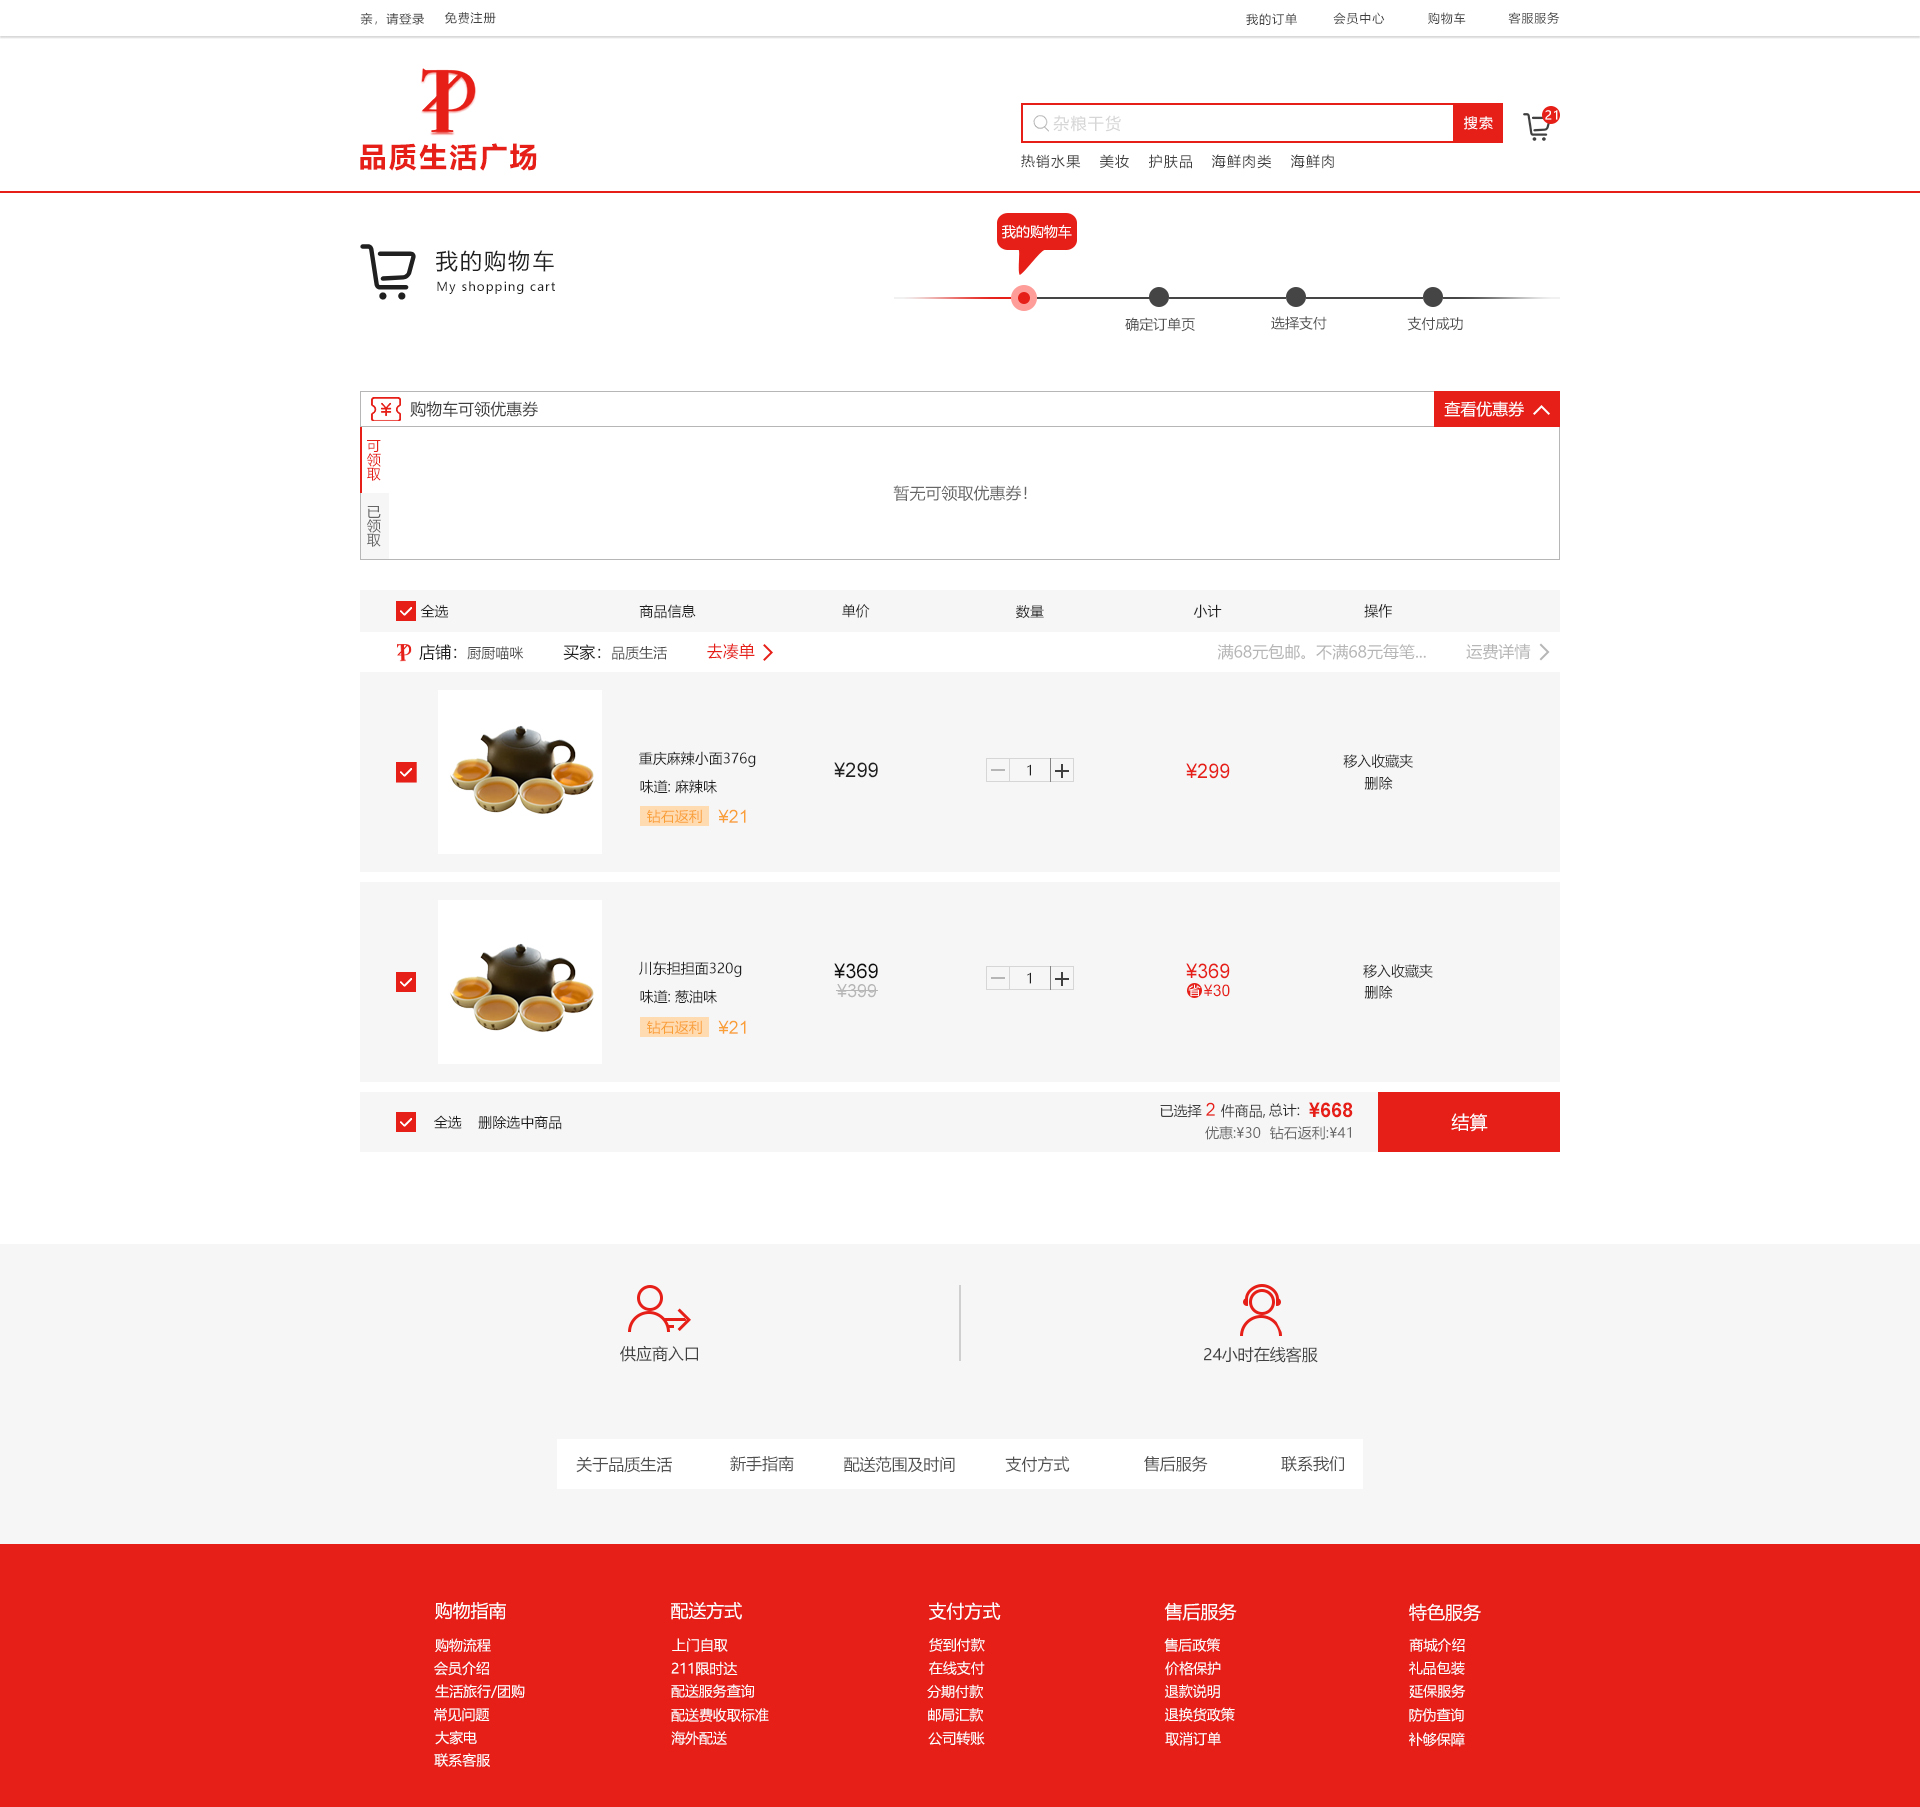 亲，请登录 免费注册 我的订单 会员中心 购物车 客服服务
品质生活广场
杂粮干货 搜索 21
热销水果 美妆 护肤品 海鲜肉类 海鲜肉
我的购物车
My shopping cart
我的购物车
确定订单页 选择支付 支付成功
¥ 购物车可领优惠券 查看优惠券
可领取
已领取
暂无可领取优惠券！
全选 商品信息 单价 数量 小计 操作
店铺：厨厨喵咪 买家：品质生活 去凑单 满68元包邮。不满68元每笔... 运费详情
重庆麻辣小面376g
味道: 麻辣味
钻石返利 ¥21
¥299 1 ¥299
移入收藏夹
删除
川东担担面320g
味道: 葱油味
钻石返利 ¥21
¥369
¥399
1
¥369
省¥30
移入收藏夹
删除
全选 删除选中商品
已选择 2 件商品, 总计: ¥668
优惠:¥30 钻石返利:¥41
结算
供应商入口 24小时在线客服
关于品质生活 新手指南 配送范围及时间 支付方式 售后服务 联系我们
购物指南
购物流程
会员介绍
生活旅行/团购
常见问题
大家电
联系客服
配送方式
上门自取
211限时达
配送服务查询
配送费收取标准
海外配送
支付方式
货到付款
在线支付
分期付款
邮局汇款
公司转账
售后服务
售后政策
价格保护
退款说明
退换货政策
取消订单
特色服务
商城介绍
礼品包装
延保服务
防伪查询
补够保障